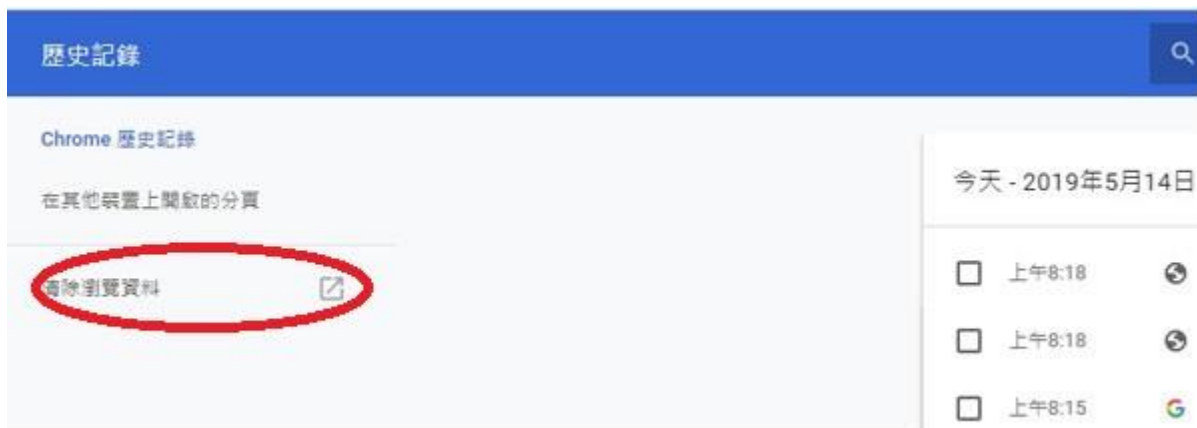 歷史記錄
Chrome 歷史記錄
在其他裝置上開啟的分頁
清除瀏覽資料
今天 - 2019年5月14日
上午8:18
上午8:18
上午8:15